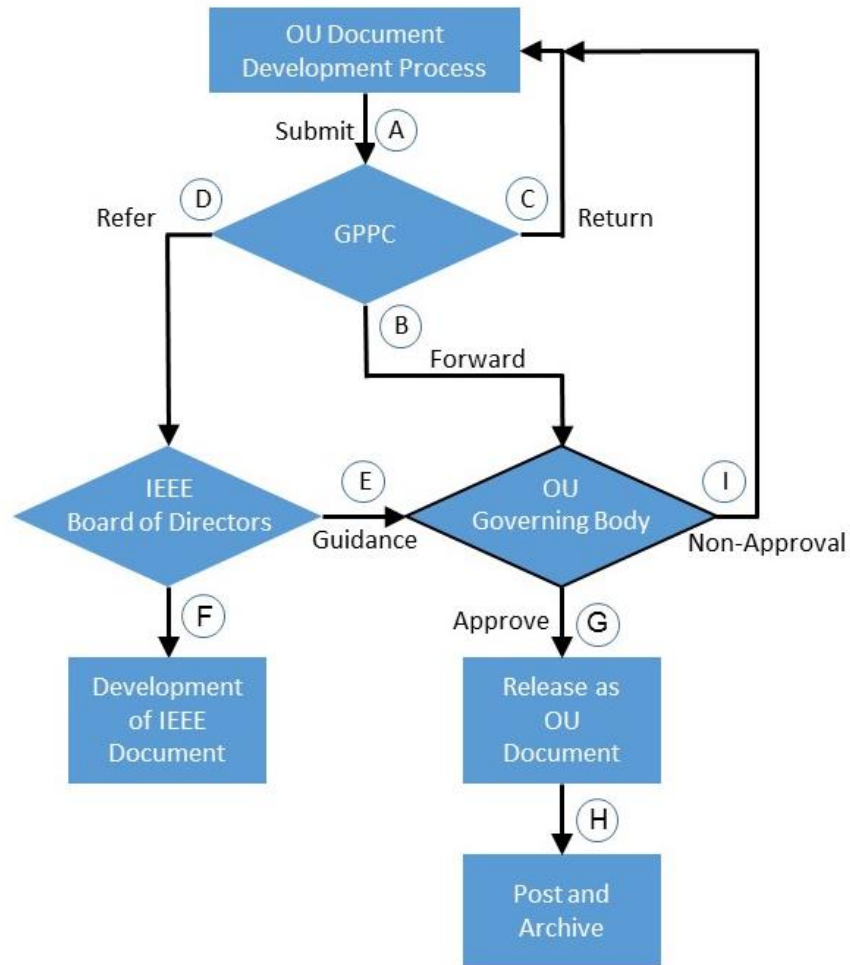 OU Document
Development Process
Submit
A
D
C
Refer
GPPC
Return
B
Forward
IEEE
Board of Directors
E
Guidance
OU
Governing Body
I
Non-Approval
F
Approve
G
Development
of IEEE
Document
Release as
OU
Document
H
Post and
Archive